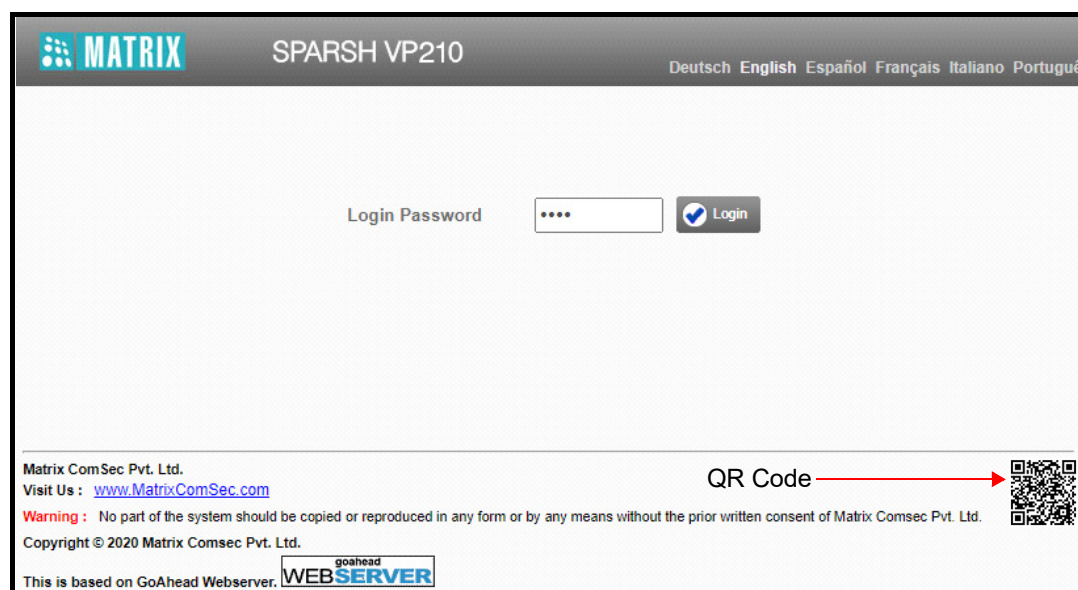 MATRIX SPARSH VP210
Deutsch English Español Français Italiano Portuguê
Login Password •••• Login
Matrix ComSec Pvt. Ltd.
Visit Us : www.MatrixComSec.com
QR Code
Warning : No part of the system should be copied or reproduced in any form or by any means without the prior written consent of Matrix Comsec Pvt. Ltd.
Copyright © 2020 Matrix Comsec Pvt. Ltd.
This is based on GoAhead Webserver. goahead WEBSERVER